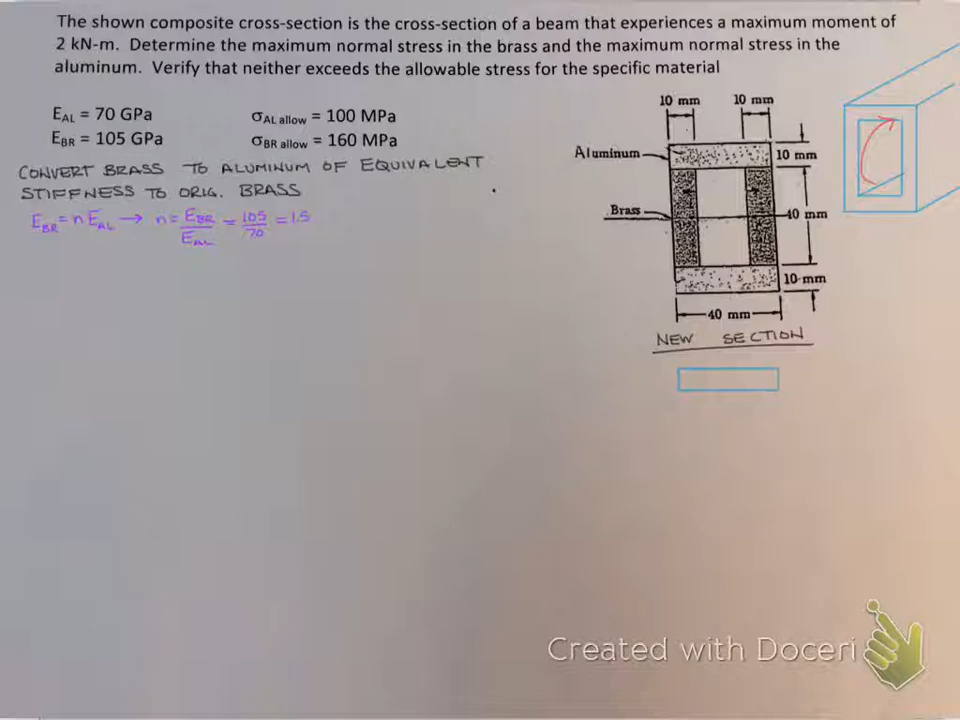 The shown composite cross-section is the cross-section of a beam that experiences a maximum moment of
2 kN-m. Determine the maximum normal stress in the brass and the maximum normal stress in the
aluminum. Verify that neither exceeds the allowable stress for the specific material
E_AL = 70 GPa
σ_AL allow = 100 MPa
E_BR = 105 GPa
σ_BR allow = 160 MPa
CONVERT BRASS TO ALUMINUM OF EQUIVALENT
STIFFNESS TO ORIG. BRASS
E_BR = n E_AL → n = E_BR / E_AL = 105 / 70 = 1.5
10 mm
10 mm
Aluminum
10 mm
Brass
40 mm
10 mm
40 mm
NEW SECTION
Created with Doceri